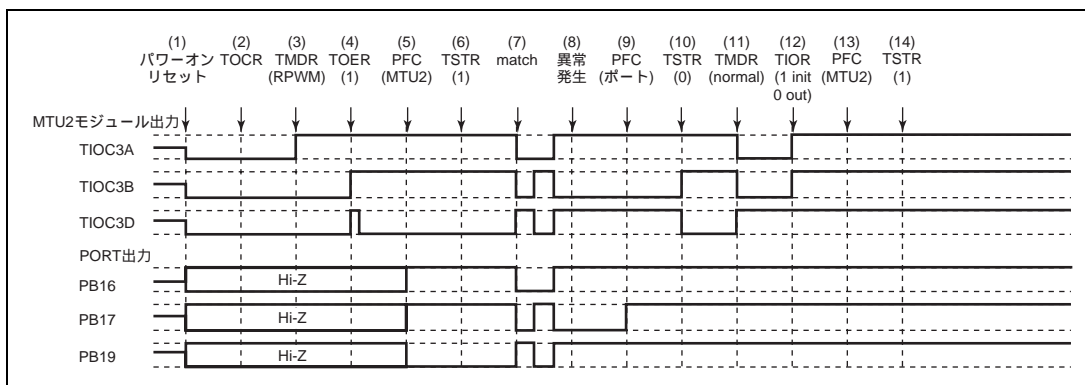 (1) (2) (3) (4) (5) (6) (7) (8) (9) (10) (11) (12) (13) (14)
パワーオン TOCR TMDR TOER PFC TSTR match 異常 PFC TSTR TMDR TIOR PFC TSTR
リセット (RPWM) (1) (MTU2) (1) 発生 (ポート) (0) (normal) (1 init (MTU2) (1)
0 out)
MTU2モジュール出力
TIOC3A
TIOC3B
TIOC3D
PORT出力
PB16 Hi-Z
PB17 Hi-Z
PB19 Hi-Z